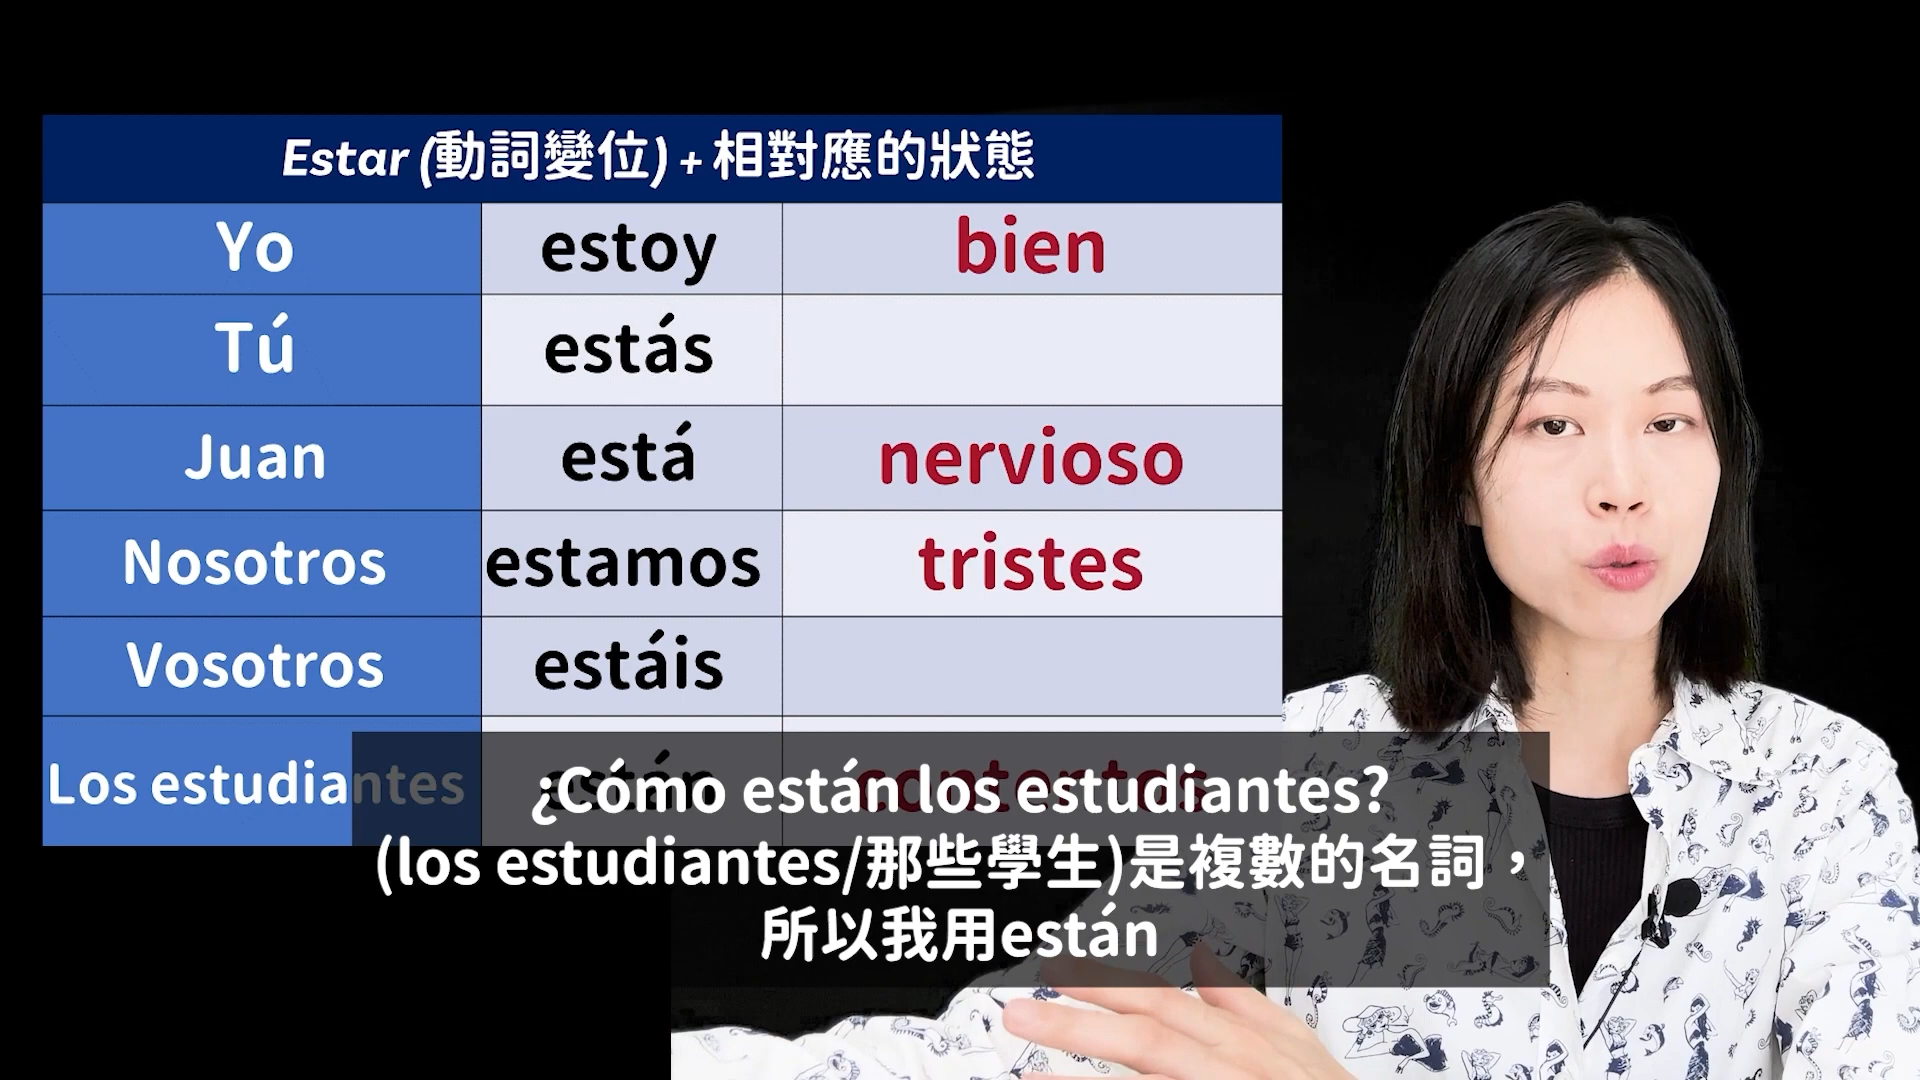 Estar (動詞變位) + 相對應的狀態
Yo estoy bien
Tú estás
Juan está nervioso
Nosotros estamos tristes
Vosotros estáis
Los estudiantes están contentos
¿Cómo están los estudiantes?
(los estudiantes/那些學生)是複數的名詞，
所以我用están